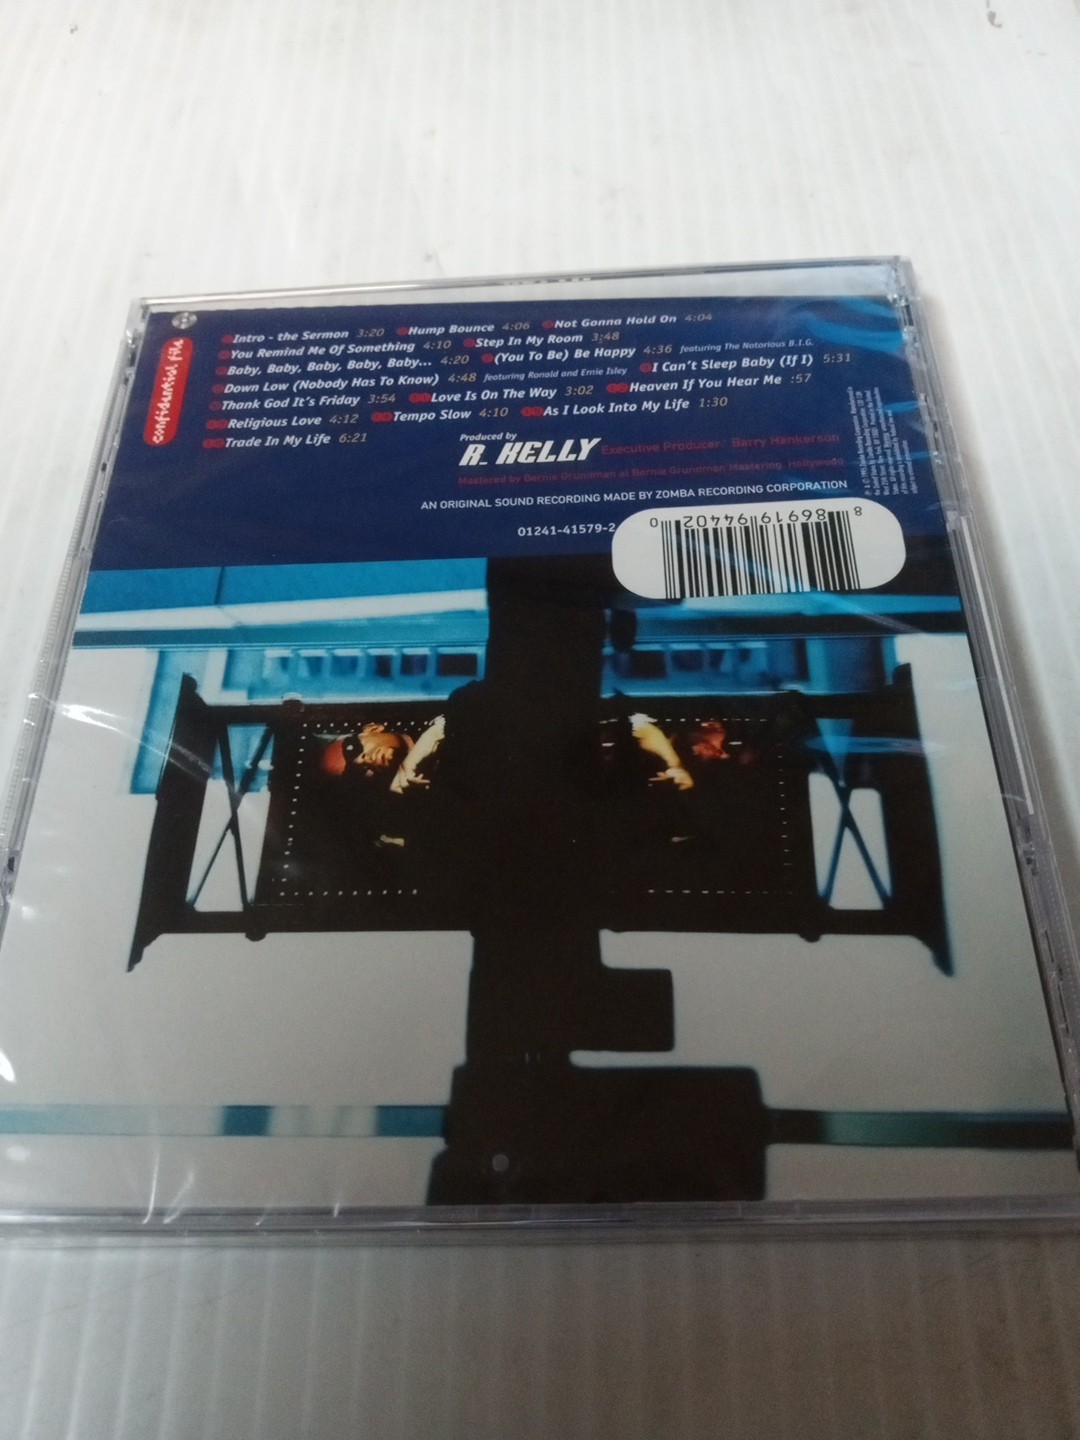 confidential file
Intro - the Sermon 3:20 Hump Bounce 4:06 Not Gonna Hold On 4:04
You Remind Me Of Something 4:10 Step In My Room 3:48
Baby, Baby, Baby, Baby, Baby... 4:20 (You To Be) Be Happy 4:36 featuring The Notorious B.I.G.
Down Low (Nobody Has To Know) 4:48 featuring Ronald and Ernie Isley I Can't Sleep Baby (If I) 5:31
Thank God It's Friday 3:54 Love Is On The Way 3:02 Heaven If You Hear Me :57
Religious Love 4:12 Tempo Slow 4:10 As I Look Into My Life 1:30
Trade In My Life 6:21
Produced by
R. KELLY Executive Producer: Barry Hankerson
Mastered by Bernie Grundman at Bernie Grundman Mastering, Hollywood
AN ORIGINAL SOUND RECORDING MADE BY ZOMBA RECORDING CORPORATION
01241-41579-2
8 86919 94402 0